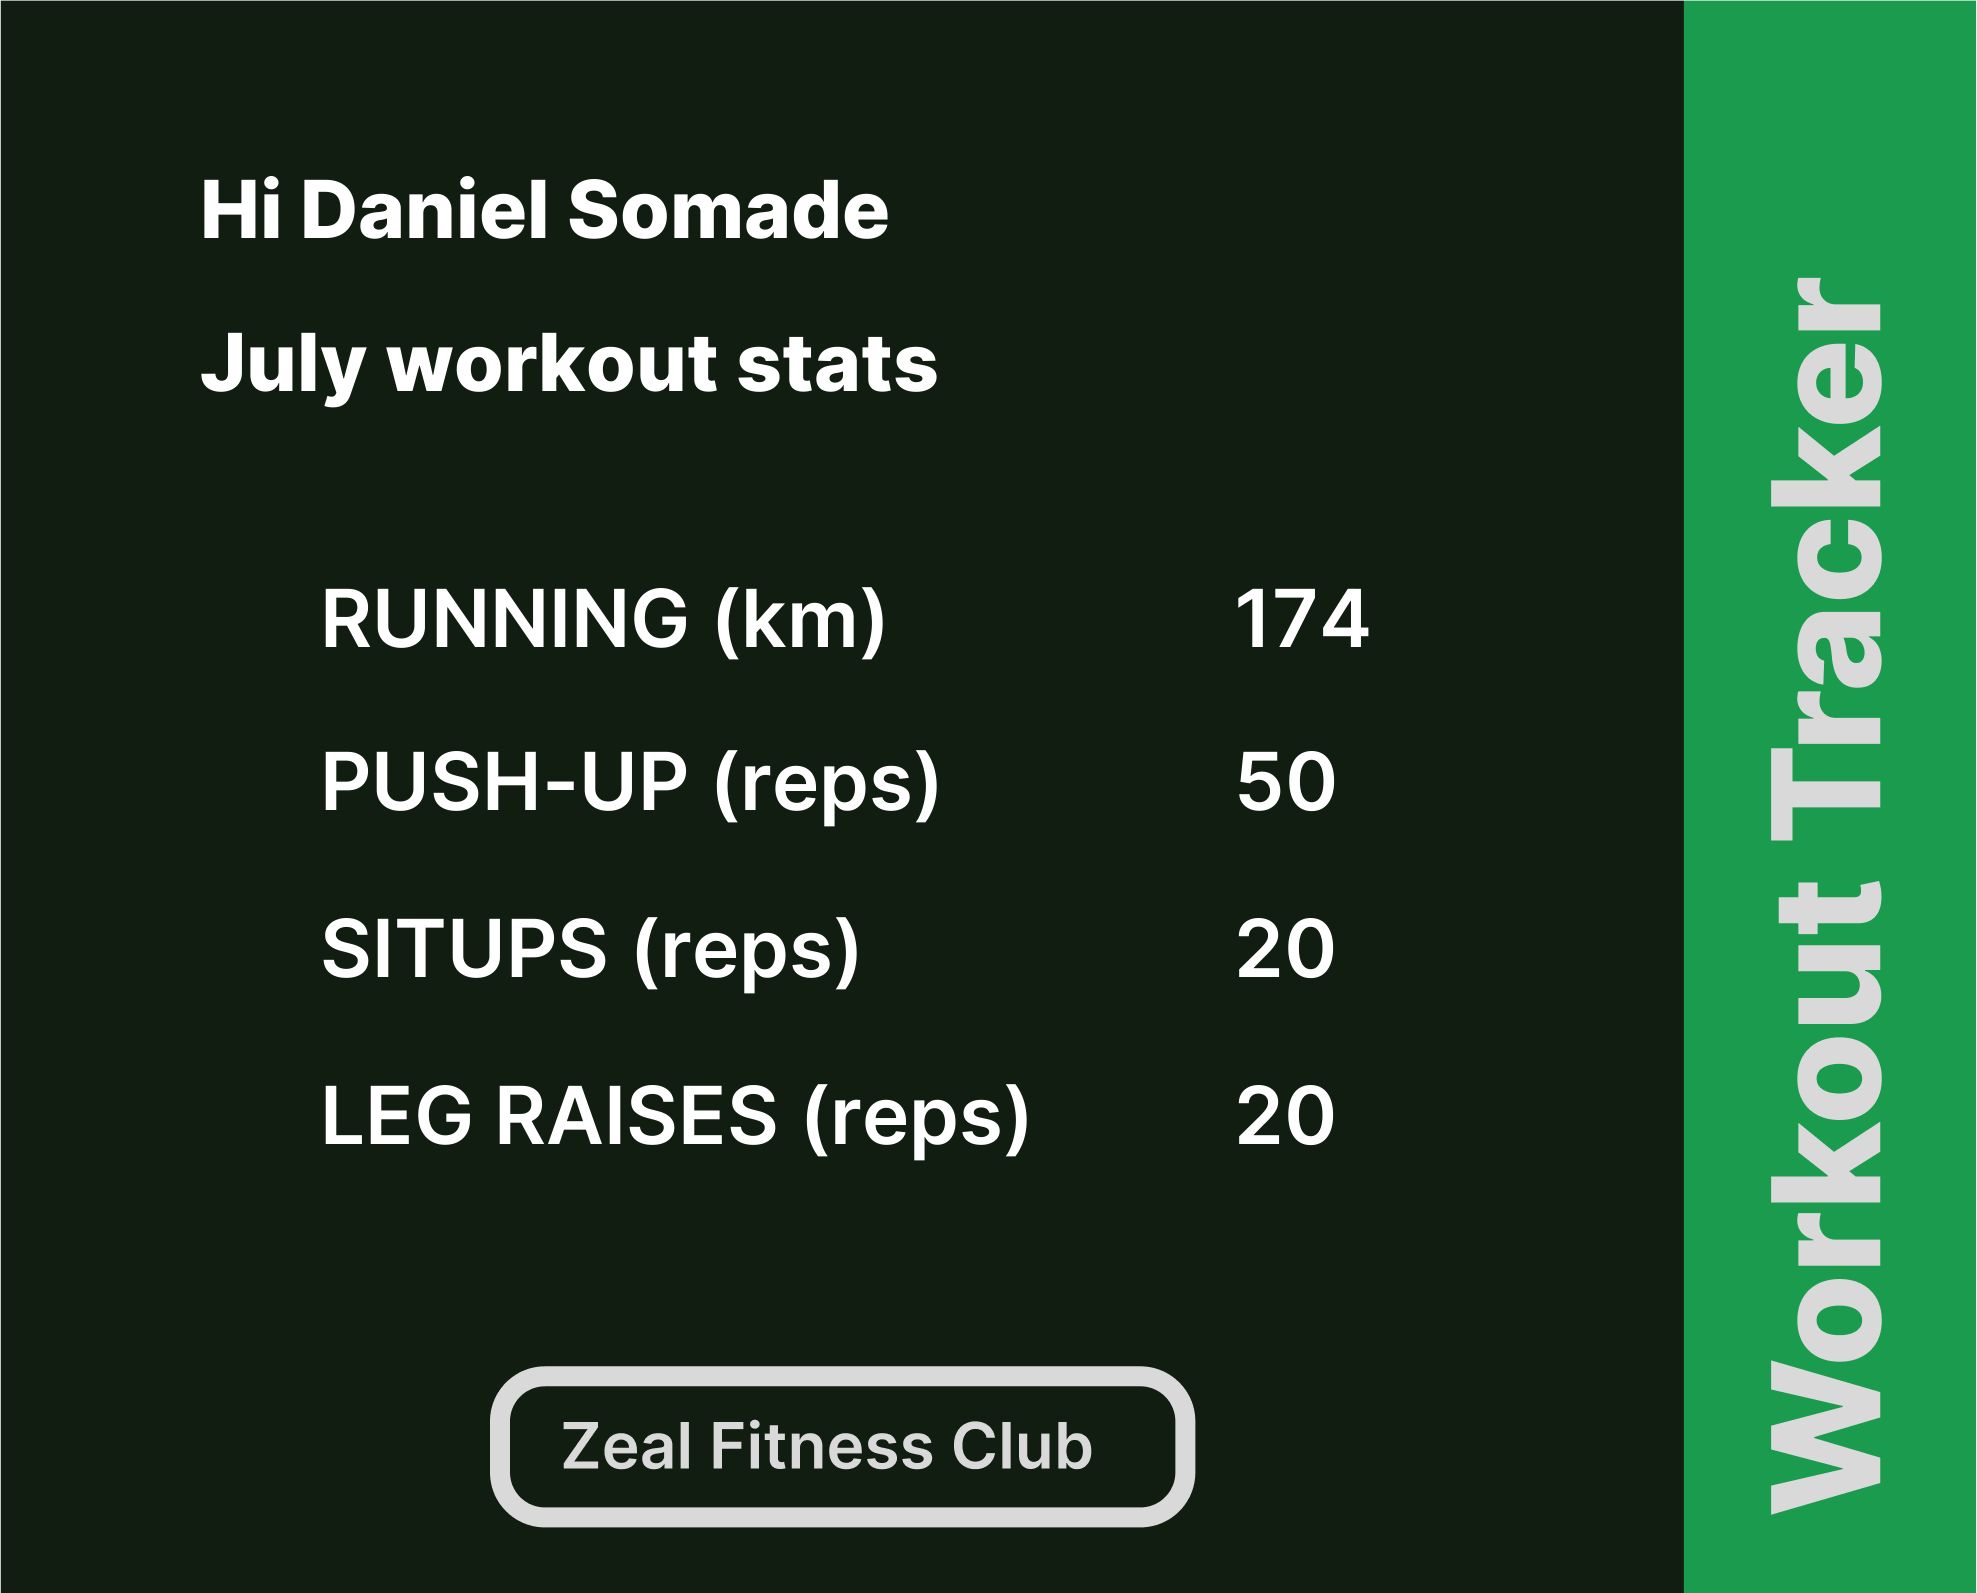 Hi Daniel Somade
July workout stats
RUNNING (km) 174
PUSH-UP (reps) 50
SITUPS (reps) 20
LEG RAISES (reps) 20
Zeal Fitness Club
Workout Tracker